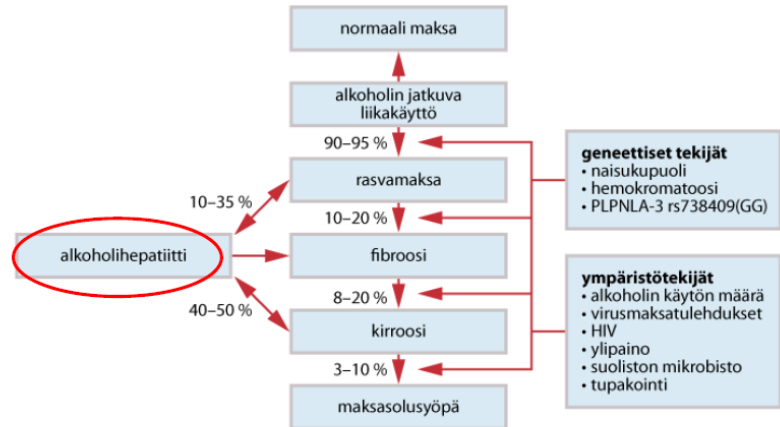 normaali maksa
alkoholin jatkuva
liikakäyttö
90–95 %
rasvamaksa
10–35 %
10–20 %
alkoholihepatiitti
fibroosi
40–50 %
8–20 %
kirroosi
3–10 %
maksasolusyöpä
geneettiset tekijät
• naisukupuoli
• hemokromatoosi
• PLPNLA-3 rs738409(GG)
ympäristötekijät
• alkoholin käytön määrä
• virusmaksatulehdukset
• HIV
• ylipaino
• suoliston mikrobisto
• tupakointi